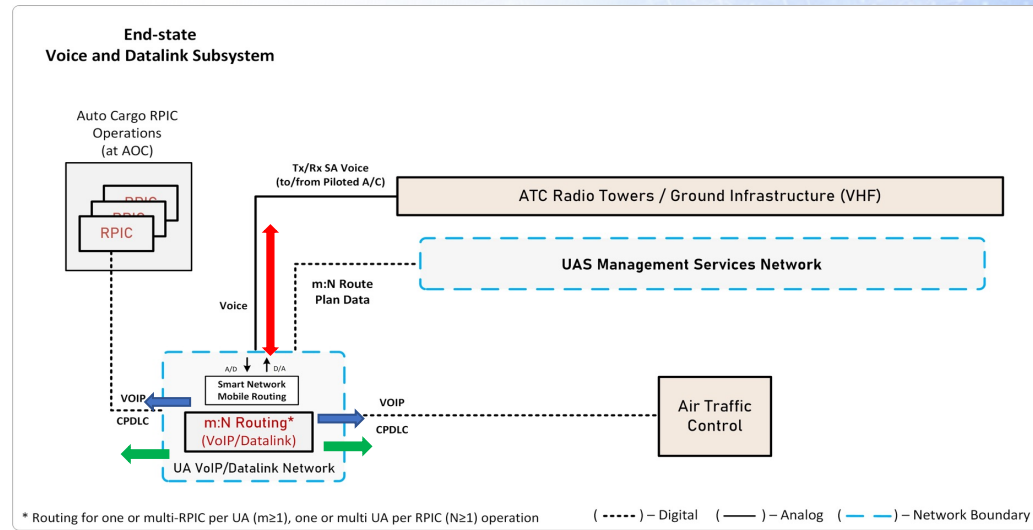 End-state
Voice and Datalink Subsystem
Auto Cargo RPIC
Operations
(at AOC)
RPIC
RPIC
RPIC
Tx/Rx SA Voice
(to/from Piloted A/C)
ATC Radio Towers / Ground Infrastructure (VHF)
UAS Management Services Network
m:N Route
Plan Data
Voice
A/D
D/A
Smart Network
Mobile Routing
VOIP
CPDLC
m:N Routing*
(VoIP/Datalink)
UA VoIP/Datalink Network
VOIP
CPDLC
Air Traffic
Control
* Routing for one or multi-RPIC per UA (m≥1), one or multi UA per RPIC (N≥1) operation
( ) – Digital ( ) – Analog ( ) – Network Boundary